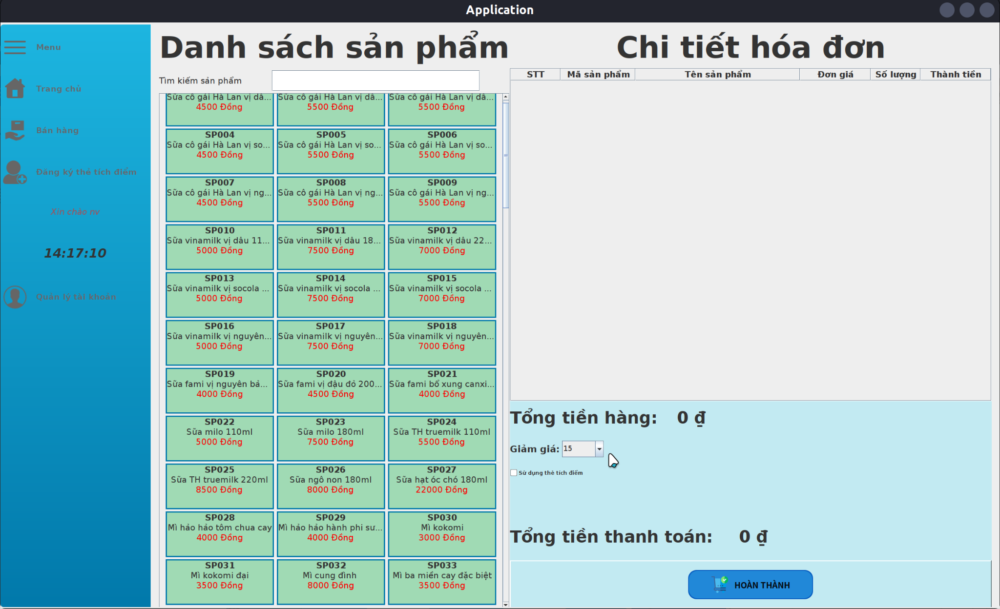 Application
Menu
Trang chủ
Bán hàng
Đăng ký thẻ tích điểm
Xin chào nv
14:17:10
Quản lý tài khoản
Danh sách sản phẩm
Tìm kiếm sản phẩm
Sữa cô gái Hà Lan vị dâ... Sữa cô gái Hà Lan vị dâ... Sữa cô gái Hà Lan vị dâ...
4500 Đồng 5500 Đồng 5500 Đồng
SP004 SP005 SP006
Sữa cô gái Hà Lan vị so... Sữa cô gái Hà Lan vị so... Sữa cô gái Hà Lan vị so...
4500 Đồng 5500 Đồng 5500 Đồng
SP007 SP008 SP009
Sữa cô gái Hà Lan vị ng... Sữa cô gái Hà Lan vị ng... Sữa cô gái Hà Lan vị ng...
4500 Đồng 5500 Đồng 5500 Đồng
SP010 SP011 SP012
Sữa vinamilk vị dâu 11... Sữa vinamilk vị dâu 18... Sữa vinamilk vị dâu 22...
5000 Đồng 7500 Đồng 7000 Đồng
SP013 SP014 SP015
Sữa vinamilk vị socola ... Sữa vinamilk vị socola ... Sữa vinamilk vị socola ...
5000 Đồng 7500 Đồng 7000 Đồng
SP016 SP017 SP018
Sữa vinamilk vị nguyên... Sữa vinamilk vị nguyên... Sữa vinamilk vị nguyên...
5000 Đồng 7500 Đồng 7000 Đồng
SP019 SP020 SP021
Sữa fami vị nguyên bả... Sữa fami vị đậu đỏ 200... Sữa fami bổ xung canxi...
4000 Đồng 4500 Đồng 4000 Đồng
SP022 SP023 SP024
Sữa milo 110ml Sữa milo 180ml Sữa TH truemilk 110ml
5000 Đồng 7500 Đồng 5500 Đồng
SP025 SP026 SP027
Sữa TH truemilk 220ml Sữa ngô non 180ml Sữa hạt óc chó 180ml
8500 Đồng 8000 Đồng 22000 Đồng
SP028 SP029 SP030
Mì hảo hảo tôm chua cay Mì hảo hảo hành phi sư... Mì kokomi
4000 Đồng 4000 Đồng 3000 Đồng
SP031 SP032 SP033
Mì kokomi đại Mì cung đình Mì ba miền cay đặc biệt
3500 Đồng 8000 Đồng 3500 Đồng
Chi tiết hóa đơn
STT Mã sản phẩm Tên sản phẩm Đơn giá Số lượng Thành tiền
Tổng tiền hàng: 0 ₫
Giảm giá: 15
Sử dụng thẻ tích điểm
Tổng tiền thanh toán: 0 ₫
HOÀN THÀNH